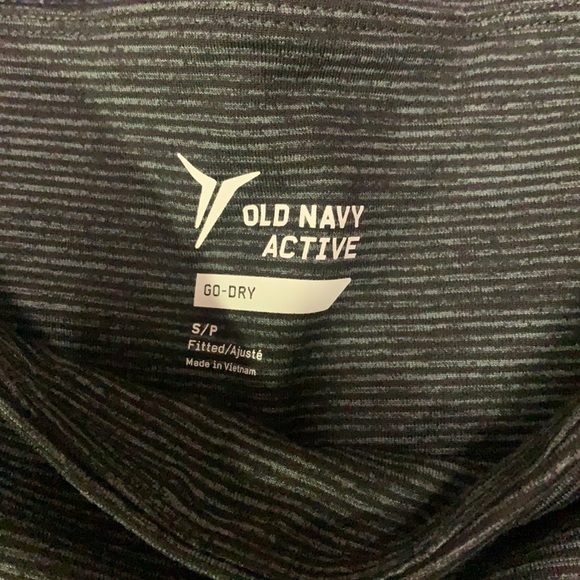 OLD NAVY
ACTIVE
GO-DRY
S/P
Fitted/Ajusté
Made in Vietnam